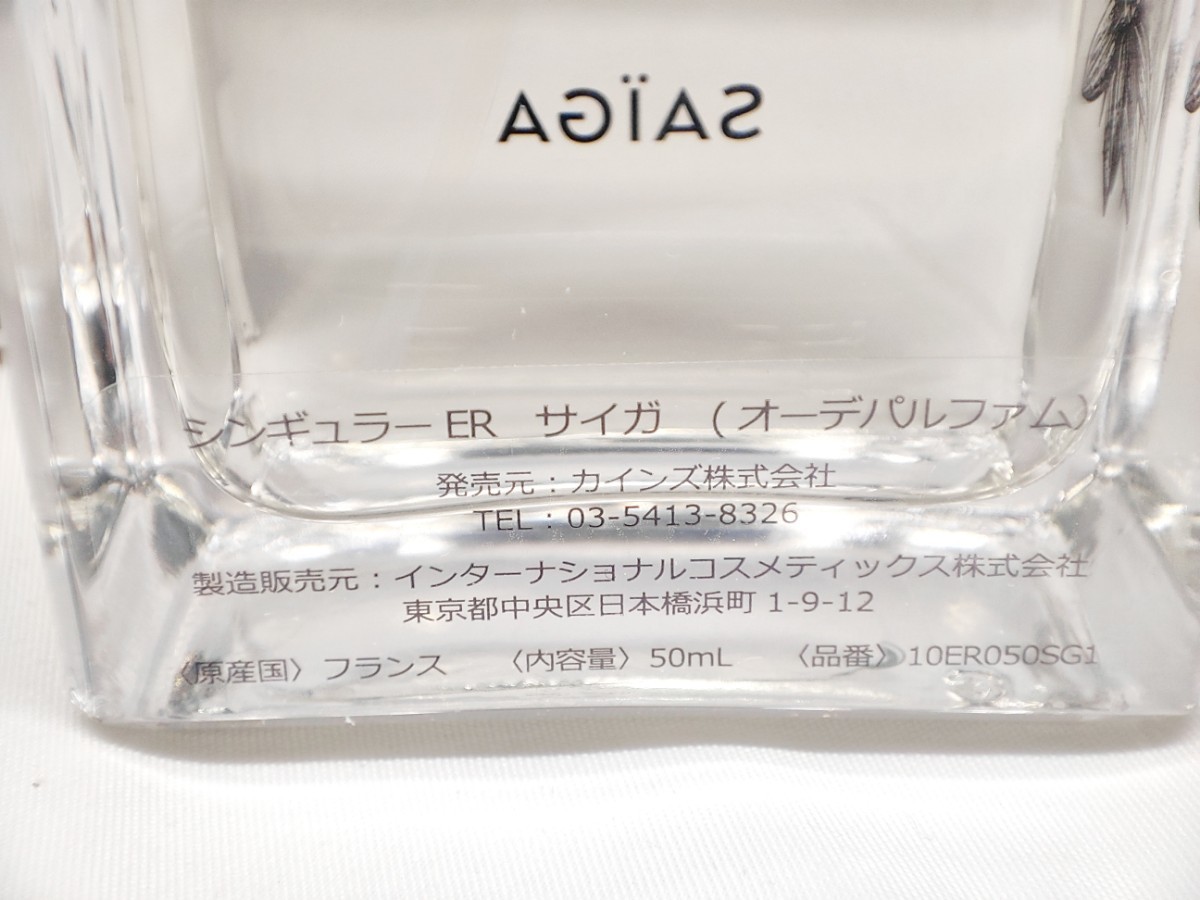 SAÏGA
シンギュラー ER　サイガ　( オーデパルファム)
発売元：カインズ株式会社
TEL：03-5413-8326
製造販売元：インターナショナルコスメティックス株式会社
東京都中央区日本橋浜町 1-9-12
〈原産国〉フランス　〈内容量〉50mL　〈品番〉10ER050SG1